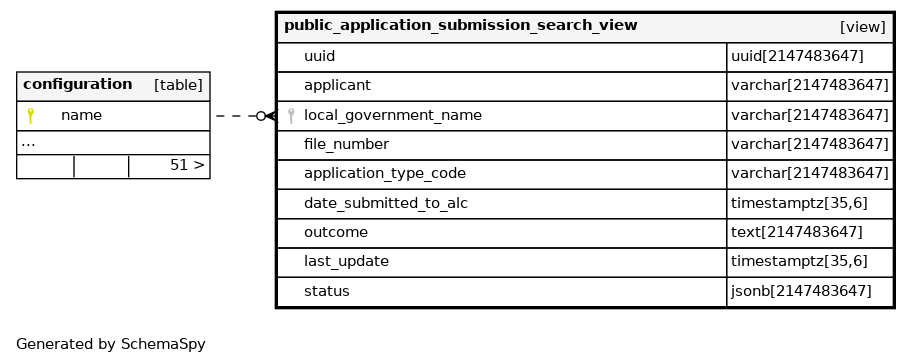 public_application_submission_search_view [view]
uuid uuid[2147483647]
applicant varchar[2147483647]
local_government_name varchar[2147483647]
file_number varchar[2147483647]
application_type_code varchar[2147483647]
date_submitted_to_alc timestamptz[35,6]
outcome text[2147483647]
last_update timestamptz[35,6]
status jsonb[2147483647]
configuration [table]
name
...
51 >
Generated by SchemaSpy